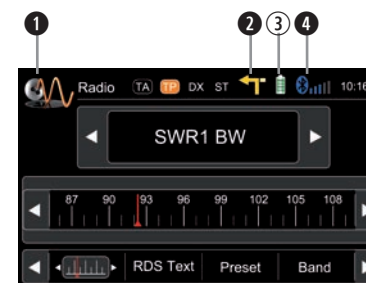 1 2 3 4
Radio TA TP DX ST 10:16
SWR1 BW
87 90 93 96 99 102 105 108
RDS Text Preset Band